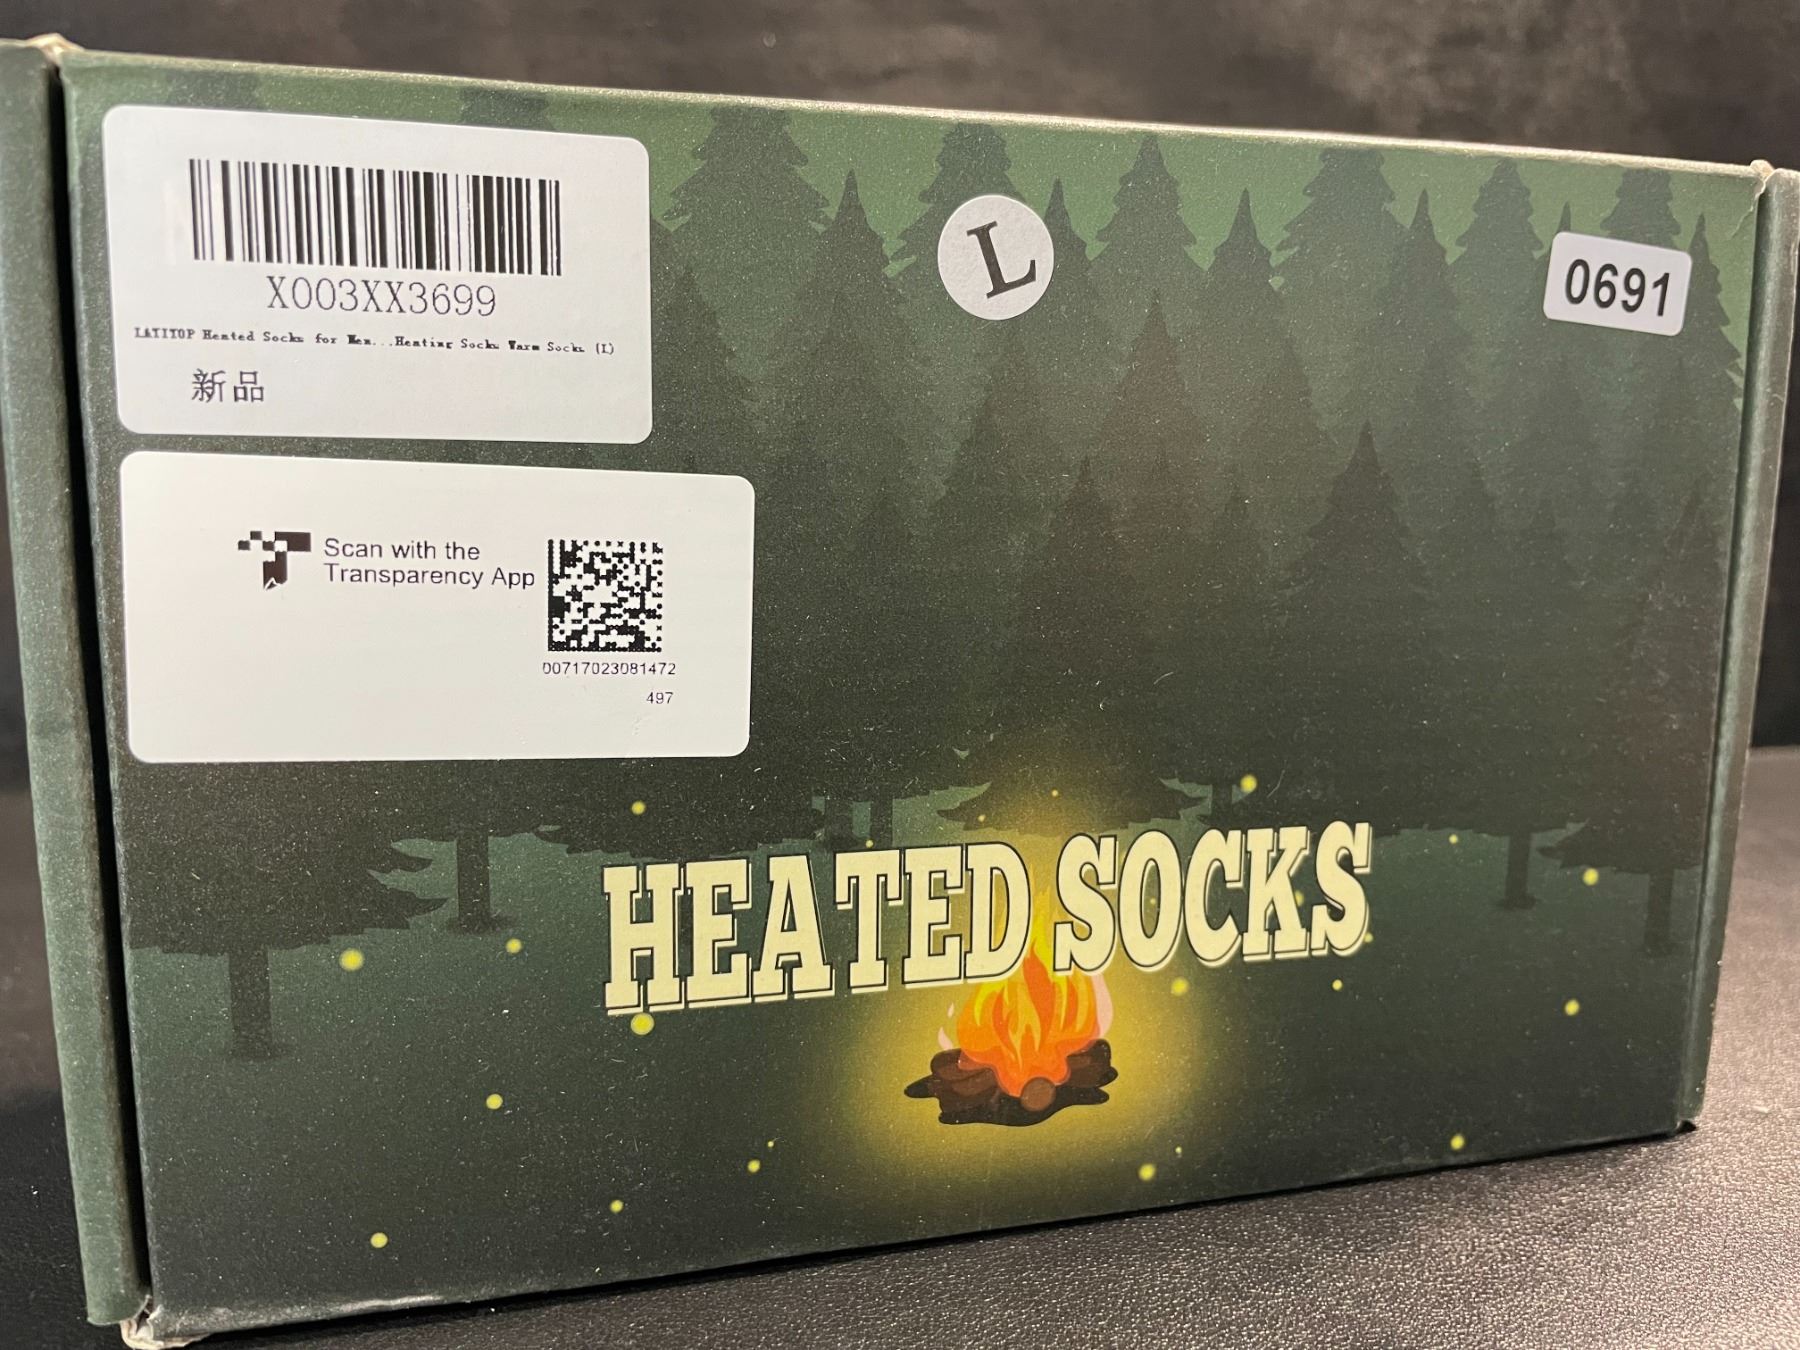 X003XX3699
LATITOP Heated Socks for Men...Heating Socks Warm Socks (L)
新品
L
0691
Scan with the
Transparency App
00717023081472
497
HEATED SOCKS